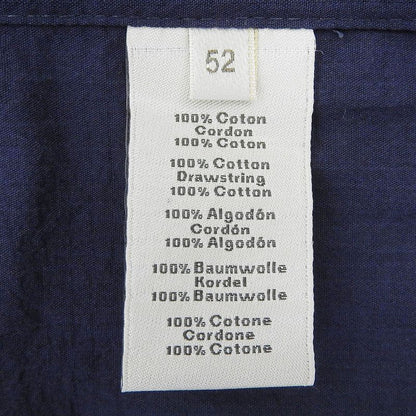 52
100% Coton
Cordon
100% Coton
100% Cotton
Drawstring
100% Cotton
100% Algodón
Cordón
100% Algodón
100% Baumwolle
Kordel
100% Baumwolle
100% Cotone
Cordone
100% Cotone